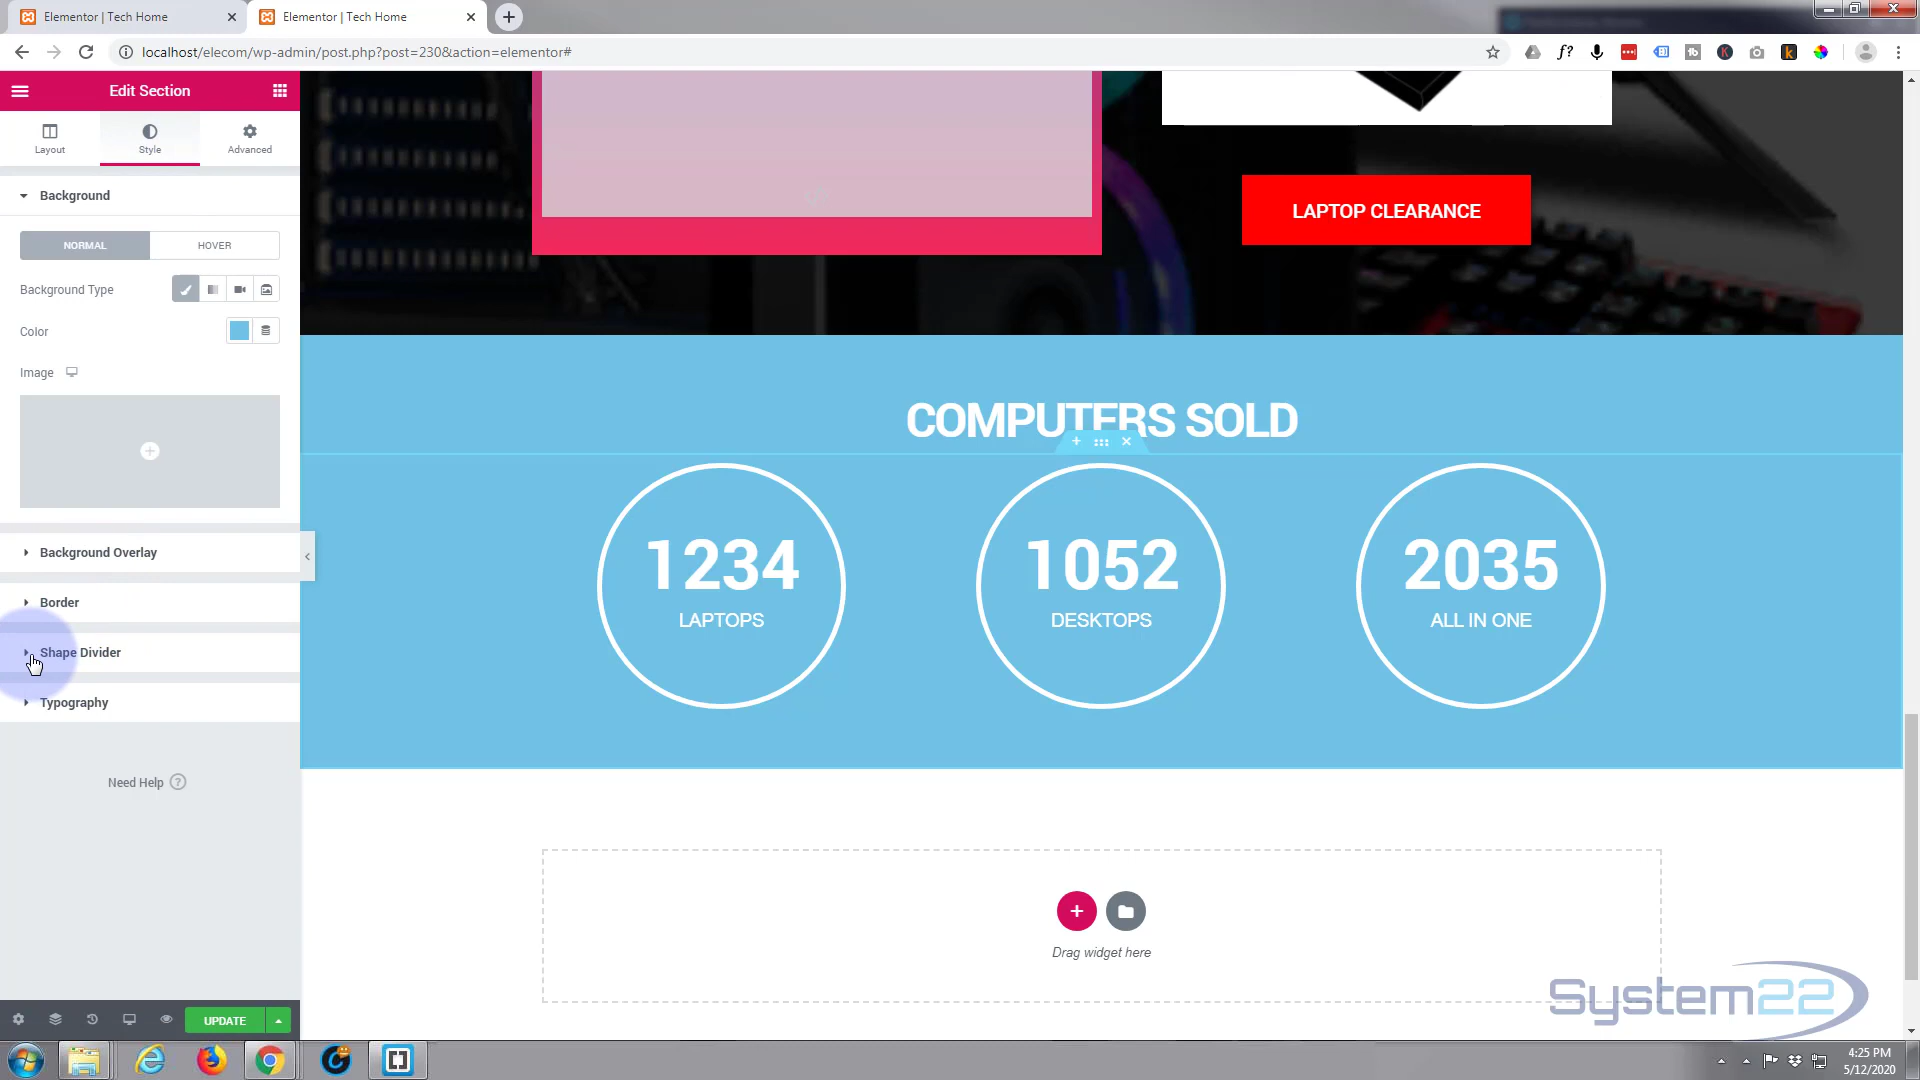 Elementor | Tech Home
Elementor | Tech Home
localhost/elecom/wp-admin/post.php?post=230&action=elementor#
Edit Section
Layout
Style
Advanced
Background
NORMAL
HOVER
Background Type
Color
Image
Background Overlay
Border
Shape Divider
Typography
Need Help
UPDATE
LAPTOP CLEARANCE
COMPUTERS SOLD
1234
LAPTOPS
1052
DESKTOPS
2035
ALL IN ONE
Drag widget here
System22
4:25 PM
5/12/2020